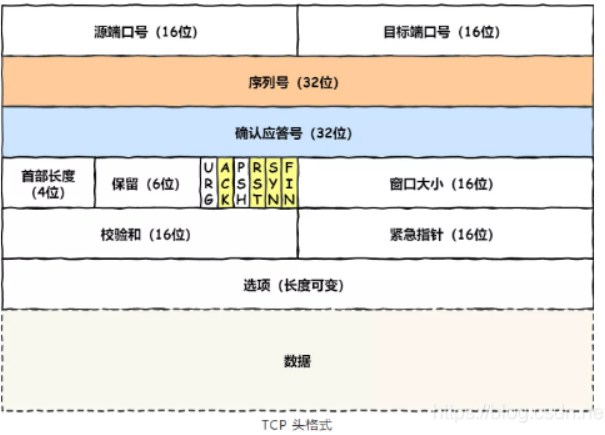 源端口号（16位） 目标端口号（16位）
序列号（32位）
确认应答号（32位）
首部长度
（4位）
保留（6位）
URG
ACK
PSH
RST
SYN
FIN
窗口大小（16位）
校验和（16位） 紧急指针（16位）
选项（长度可变）
数据
https://blog.csdn.ne
TCP 头格式